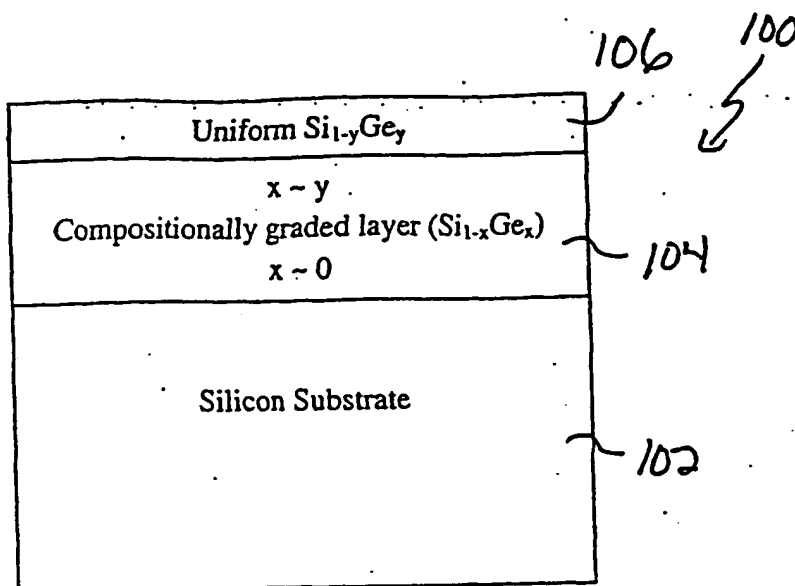 106
100
Uniform Si₁₋yGey
x ~ y
Compositionally graded layer (Si₁₋ₓGeₓ)
104
x ~ 0
Silicon Substrate
102